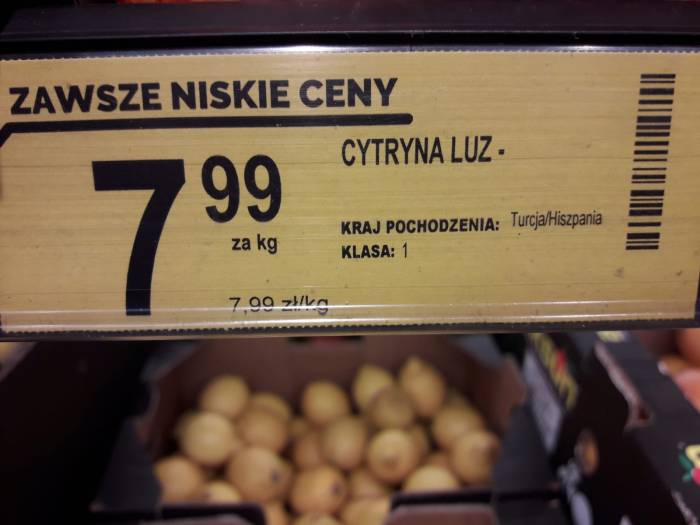 ZAWSZE NISKIE CENY
7 99
za kg
7,99 zł/kg
CYTRYNA LUZ -
KRAJ POCHODZENIA: Turcja/Hiszpania
KLASA: 1